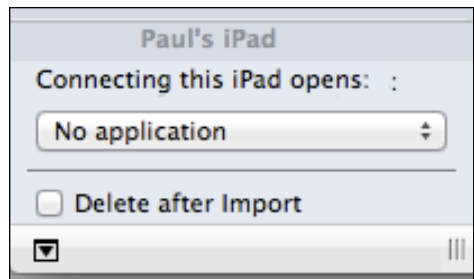 Paul's iPad
Connecting this iPad opens: :
No application
Delete after Import